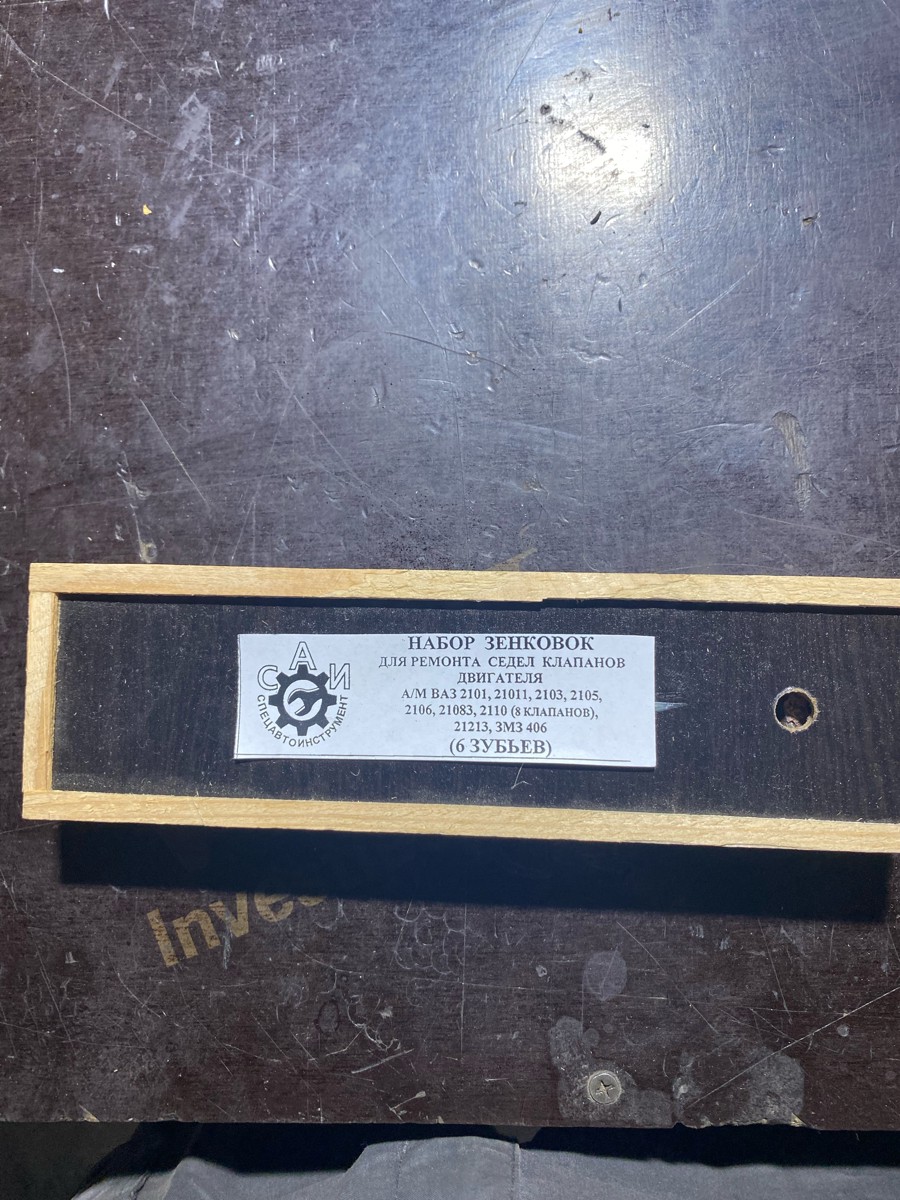 САИ
СПЕЦАВТОИНСТРУМЕНТ
НАБОР ЗЕНКОВОК
ДЛЯ РЕМОНТА СЕДЕЛ КЛАПАНОВ
ДВИГАТЕЛЯ
А/М ВАЗ 2101, 21011, 2103, 2105,
2106, 21083, 2110 (8 КЛАПАНОВ),
21213, ЗМЗ 406
(6 ЗУБЬЕВ)